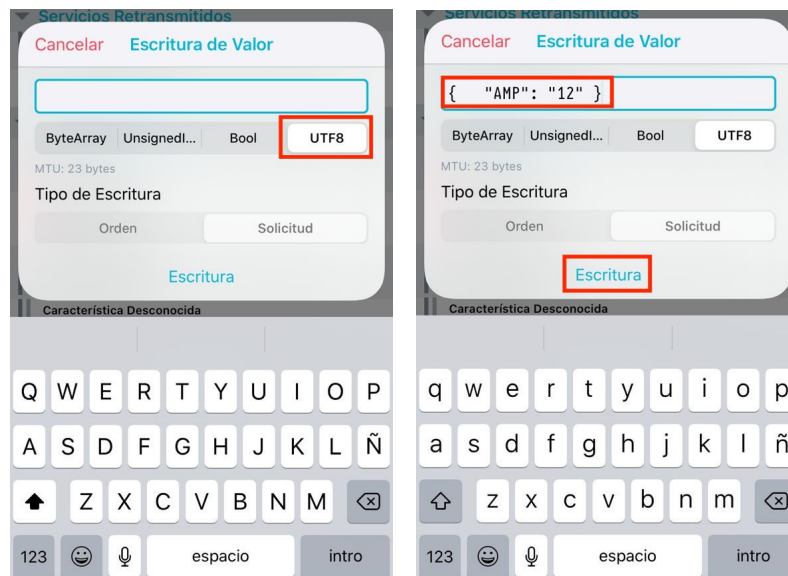 Servicios Retransmitidos
Cancelar Escritura de Valor
ByteArray UnsignedI... Bool UTF8
MTU: 23 bytes
Tipo de Escritura
Orden Solicitud
Escritura
Característica Desconocida
Q W E R T Y U I O P
A S D F G H J K L Ñ
Z X C V B N M
123 espacio intro
Servicios Retransmitidos
Cancelar Escritura de Valor
{   "AMP": "12" }
ByteArray UnsignedI... Bool UTF8
MTU: 23 bytes
Tipo de Escritura
Orden Solicitud
Escritura
Característica Desconocida
q w e r t y u i o p
a s d f g h j k l ñ
z x c v b n m
123 espacio intro